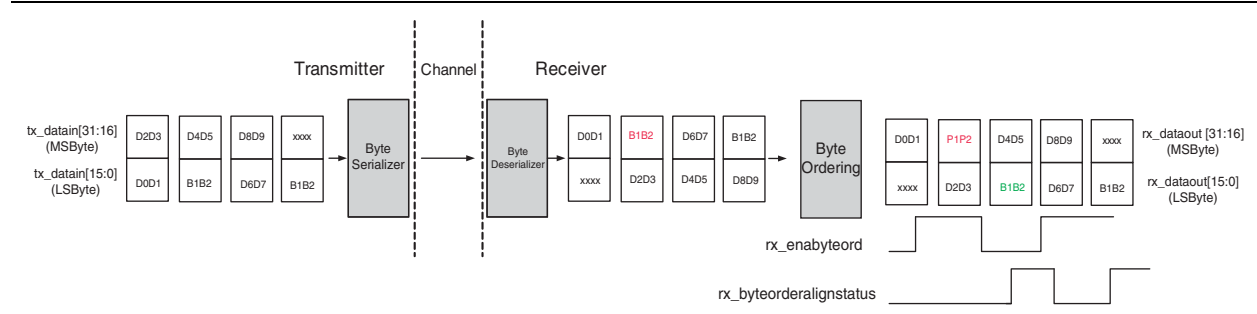 Transmitter
Channel
Receiver
tx_datain[31:16]
(MSByte)
D2D3 D4D5 D8D9 xxxx
tx_datain[15:0]
(LSByte)
D0D1 B1B2 D6D7 B1B2
Byte
Serializer
Byte
Deserializer
D0D1 B1B2 D6D7 B1B2
xxxx D2D3 D4D5 D8D9
Byte
Ordering
D0D1 P1P2 D4D5 D8D9 xxxx
rx_dataout [31:16]
(MSByte)
xxxx D2D3 B1B2 D6D7 B1B2
rx_dataout[15:0]
(LSByte)
rx_enabyteord
rx_byteorderalignstatus